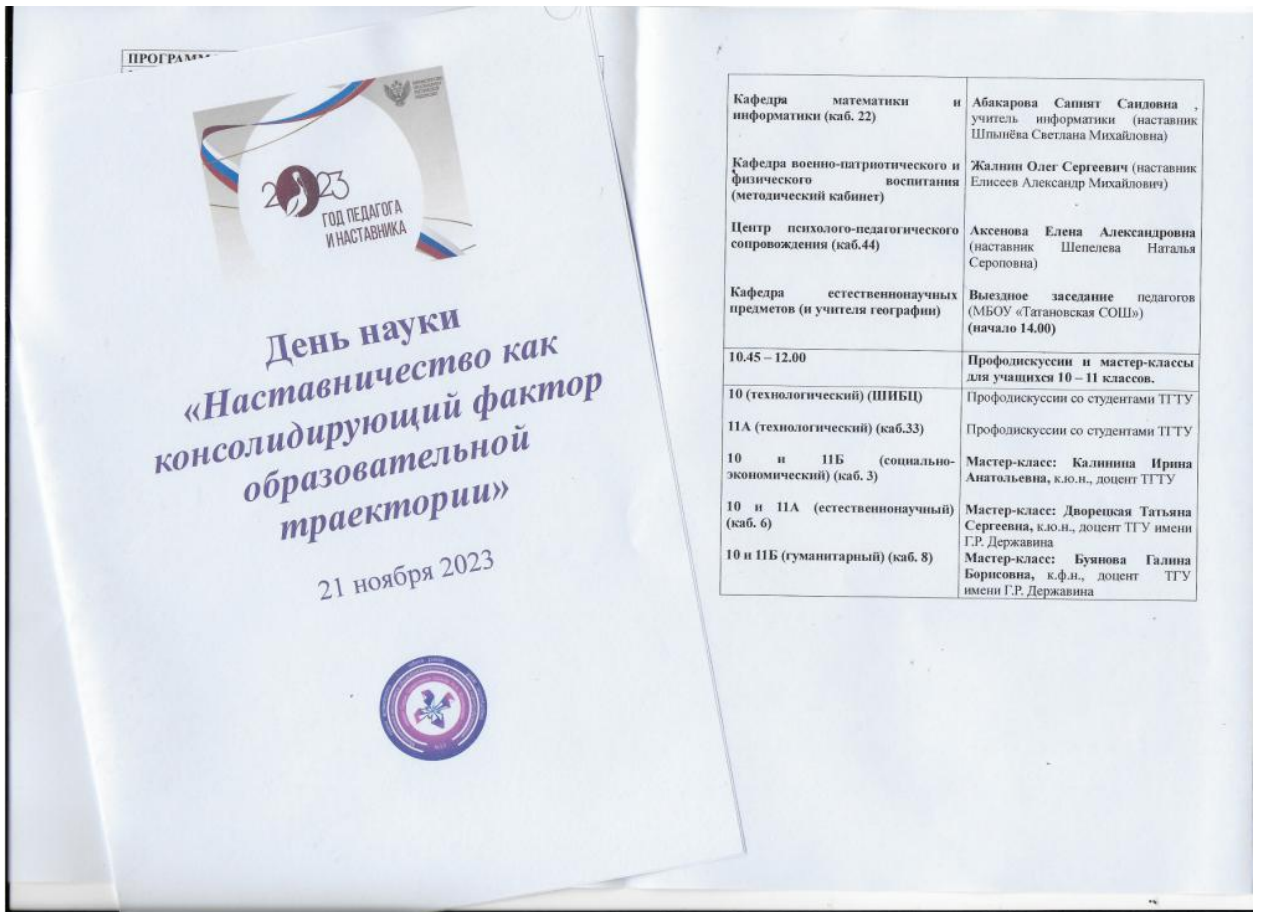 ПРОГРАММ
2023
ГОД ПЕДАГОГА
И НАСТАВНИКА
День науки
«Наставничество как
консолидирующий фактор
образовательной
траектории»
21 ноября 2023
Кафедра математики и
информатики (каб. 22)
Абакарова Сапият Саидовна ,
учитель информатики (наставник
Шпынёва Светлана Михайловна)
Кафедра военно-патриотического и
физического воспитания
(методический кабинет)
Жалнин Олег Сергеевич (наставник
Елисеев Александр Михайлович)
Центр психолого-педагогического
сопровождения (каб.44)
Аксенова Елена Александровна
(наставник Шепелева Наталья
Сероповна)
Кафедра естественнонаучных
предметов (и учителя географии)
Выездное заседание педагогов
(МБОУ «Татановская СОШ»)
(начало 14.00)
10.45 – 12.00
Профодискуссии и мастер-классы
для учащихся 10 – 11 классов.
10 (технологический) (ШИБЦ)
Профодискуссии со студентами ТГТУ
11А (технологический) (каб.33)
Профодискуссии со студентами ТГТУ
10 и 11Б (социально-
экономический) (каб. 3)
Мастер-класс: Калинина Ирина
Анатольевна, к.ю.н., доцент ТГТУ
10 и 11А (естественнонаучный)
(каб. 6)
Мастер-класс: Дворецкая Татьяна
Сергеевна, к.ю.н., доцент ТГУ имени
Г.Р. Державина
10 и 11Б (гуманитарный) (каб. 8)
Мастер-класс: Буянова Галина
Борисовна, к.ф.н., доцент ТГУ
имени Г.Р. Державина